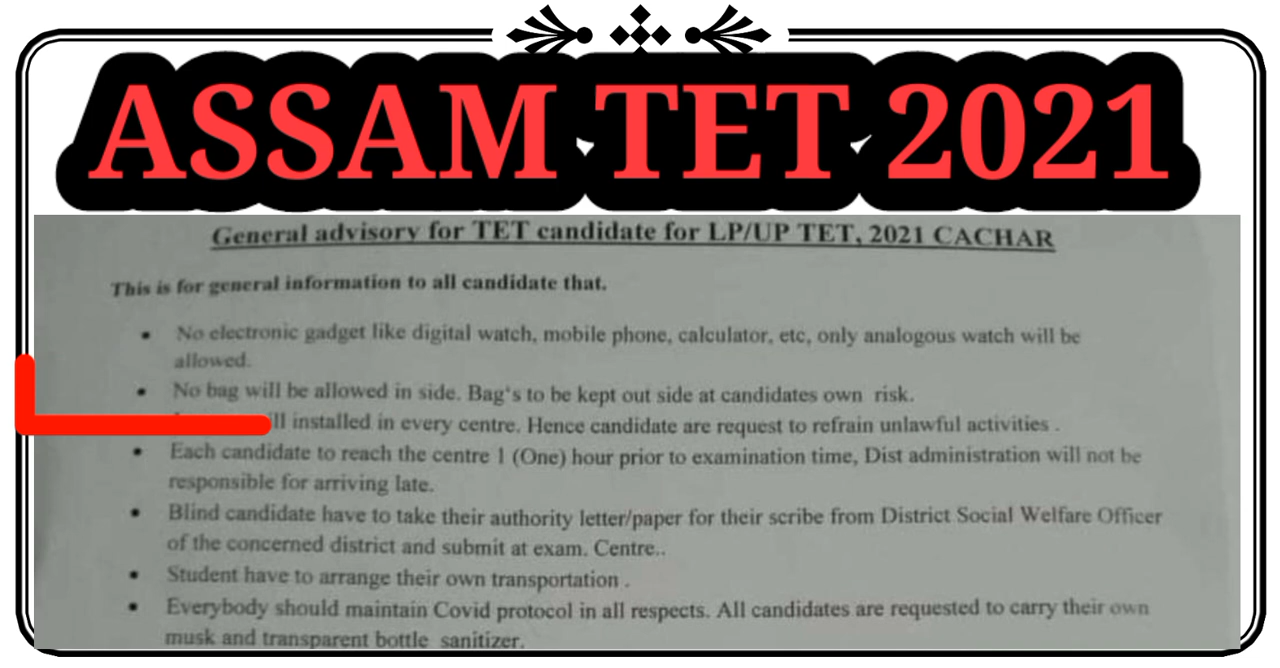 ASSAM TET 2021
General advisory for TET candidate for LP/UP TET, 2021 CACHAR
This is for general information to all candidate that.
• No electronic gadget like digital watch, mobile phone, calculator, etc, only analogous watch will be
allowed.
• No bag will be allowed in side. Bag's to be kept out side at candidates own risk.
installed in every centre. Hence candidate are request to refrain unlawful activities .
• Each candidate to reach the centre 1 (One) hour prior to examination time, Dist administration will not be
responsible for arriving late.
• Blind candidate have to take their authority letter/paper for their scribe from District Social Welfare Officer
of the concerned district and submit at exam. Centre..
• Student have to arrange their own transportation .
• Everybody should maintain Covid protocol in all respects. All candidates are requested to carry their own
musk and transparent bottle sanitizer.